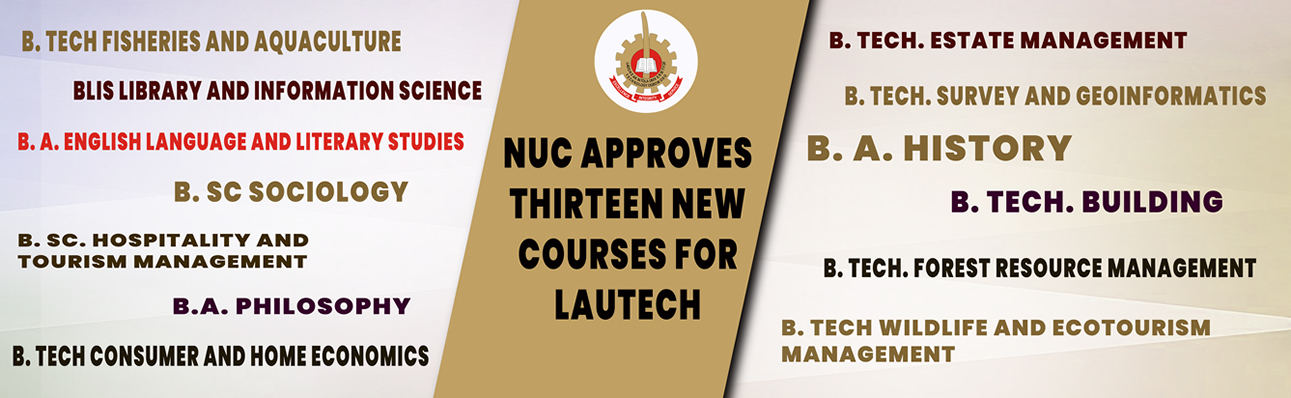 B. TECH FISHERIES AND AQUACULTURE
BLIS LIBRARY AND INFORMATION SCIENCE
B. A. ENGLISH LANGUAGE AND LITERARY STUDIES
B. SC SOCIOLOGY
B. SC. HOSPITALITY AND
TOURISM MANAGEMENT
B.A. PHILOSOPHY
B. TECH CONSUMER AND HOME ECONOMICS
NUC APPROVES
THIRTEEN NEW
COURSES FOR
LAUTECH
B. TECH. ESTATE MANAGEMENT
B. TECH. SURVEY AND GEOINFORMATICS
B. A. HISTORY
B. TECH. BUILDING
B. TECH. FOREST RESOURCE MANAGEMENT
B. TECH WILDLIFE AND ECOTOURISM
MANAGEMENT